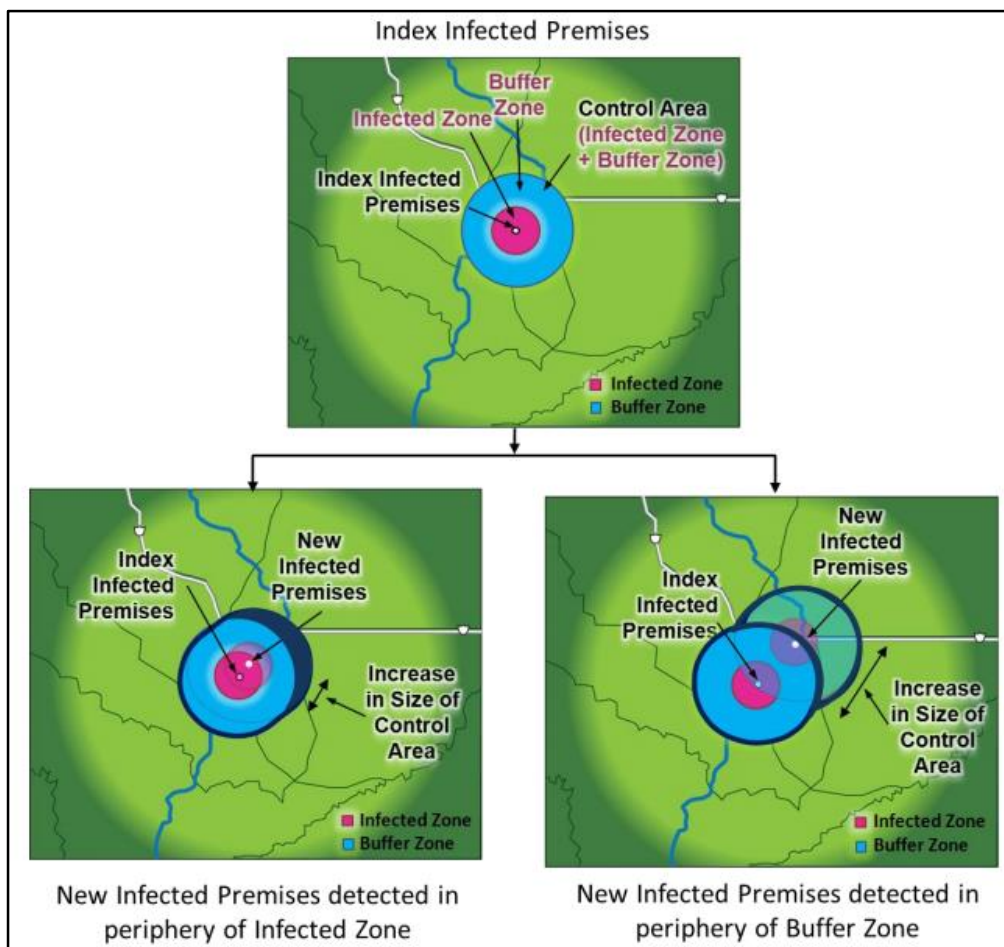 Index Infected Premises
Buffer
Zone
Infected Zone
Control Area
(Infected Zone
+ Buffer Zone)
Index Infected
Premises
Infected Zone
Buffer Zone
Index
Infected
Premises
New
Infected
Premises
Increase
in Size of
Control
Area
Infected Zone
Buffer Zone
New Infected Premises detected in
periphery of Infected Zone
New
Infected
Premises
Index
Infected
Premises
Increase
in Size of
Control
Area
Infected Zone
Buffer Zone
New Infected Premises detected in
periphery of Buffer Zone